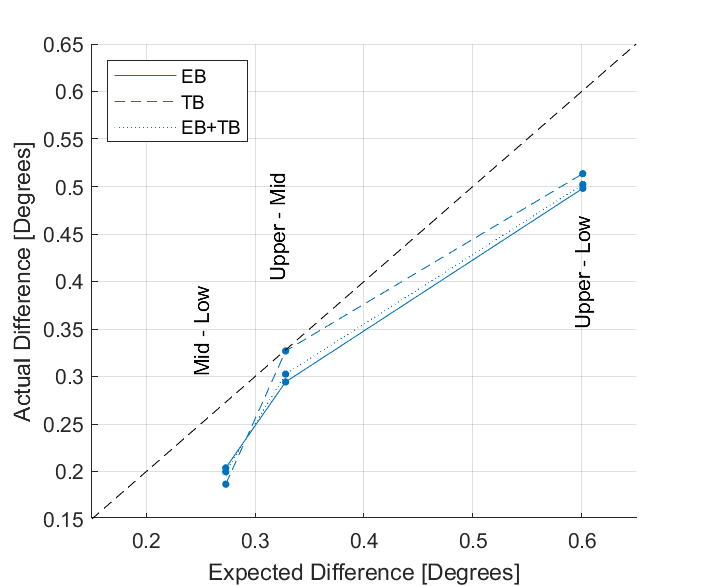 0.65
0.6
0.55
0.5
0.45
0.4
0.35
0.3
0.25
0.2
0.15
EB
TB
EB+TB
Mid - Low
Upper - Mid
Upper - Low
Actual Difference [Degrees]
0.2 0.3 0.4 0.5 0.6
Expected Difference [Degrees]